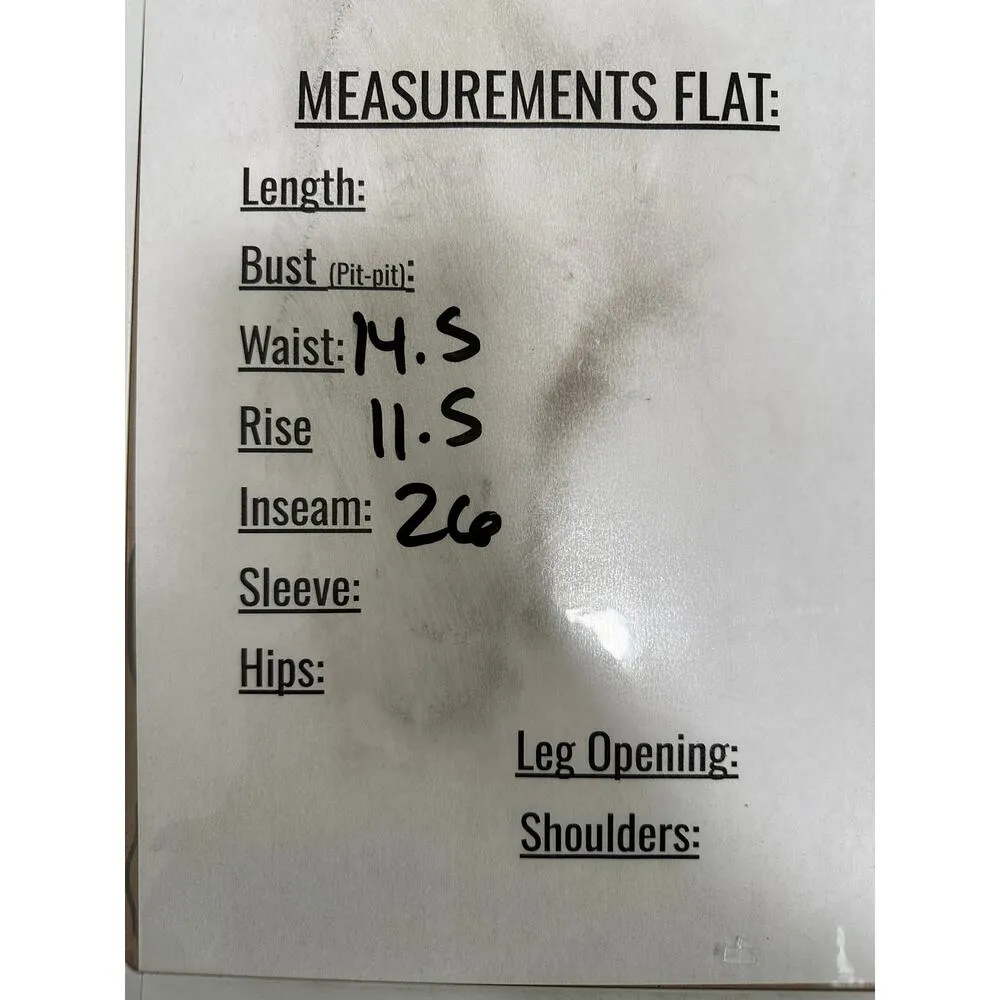 MEASUREMENTS FLAT:
Length:
Bust (Pit-pit):
Waist: 14.5
Rise 11.5
Inseam: 26
Sleeve:
Hips:
Leg Opening:
Shoulders: